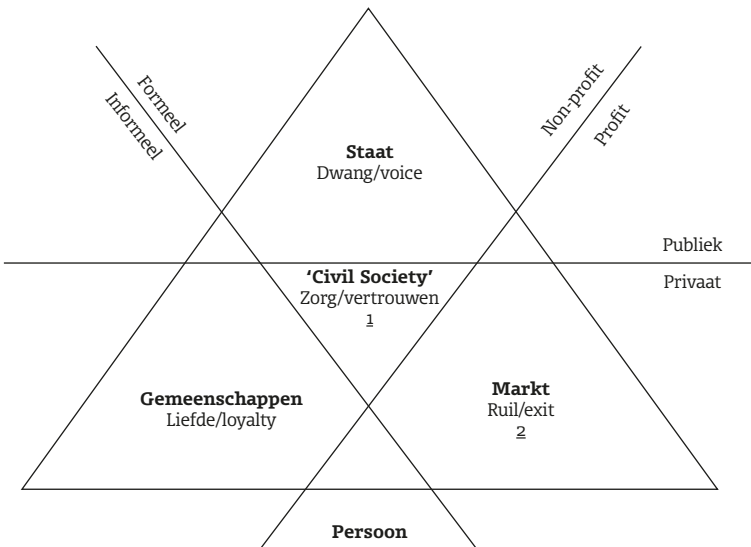 Formeel
Informeel
Non-profit
Profit
Staat
Dwang/voice
Publiek
Privaat
‘Civil Society’
Zorg/vertrouwen
1
Gemeenschappen
Liefde/loyalty
Markt
Ruil/exit
2
Persoon